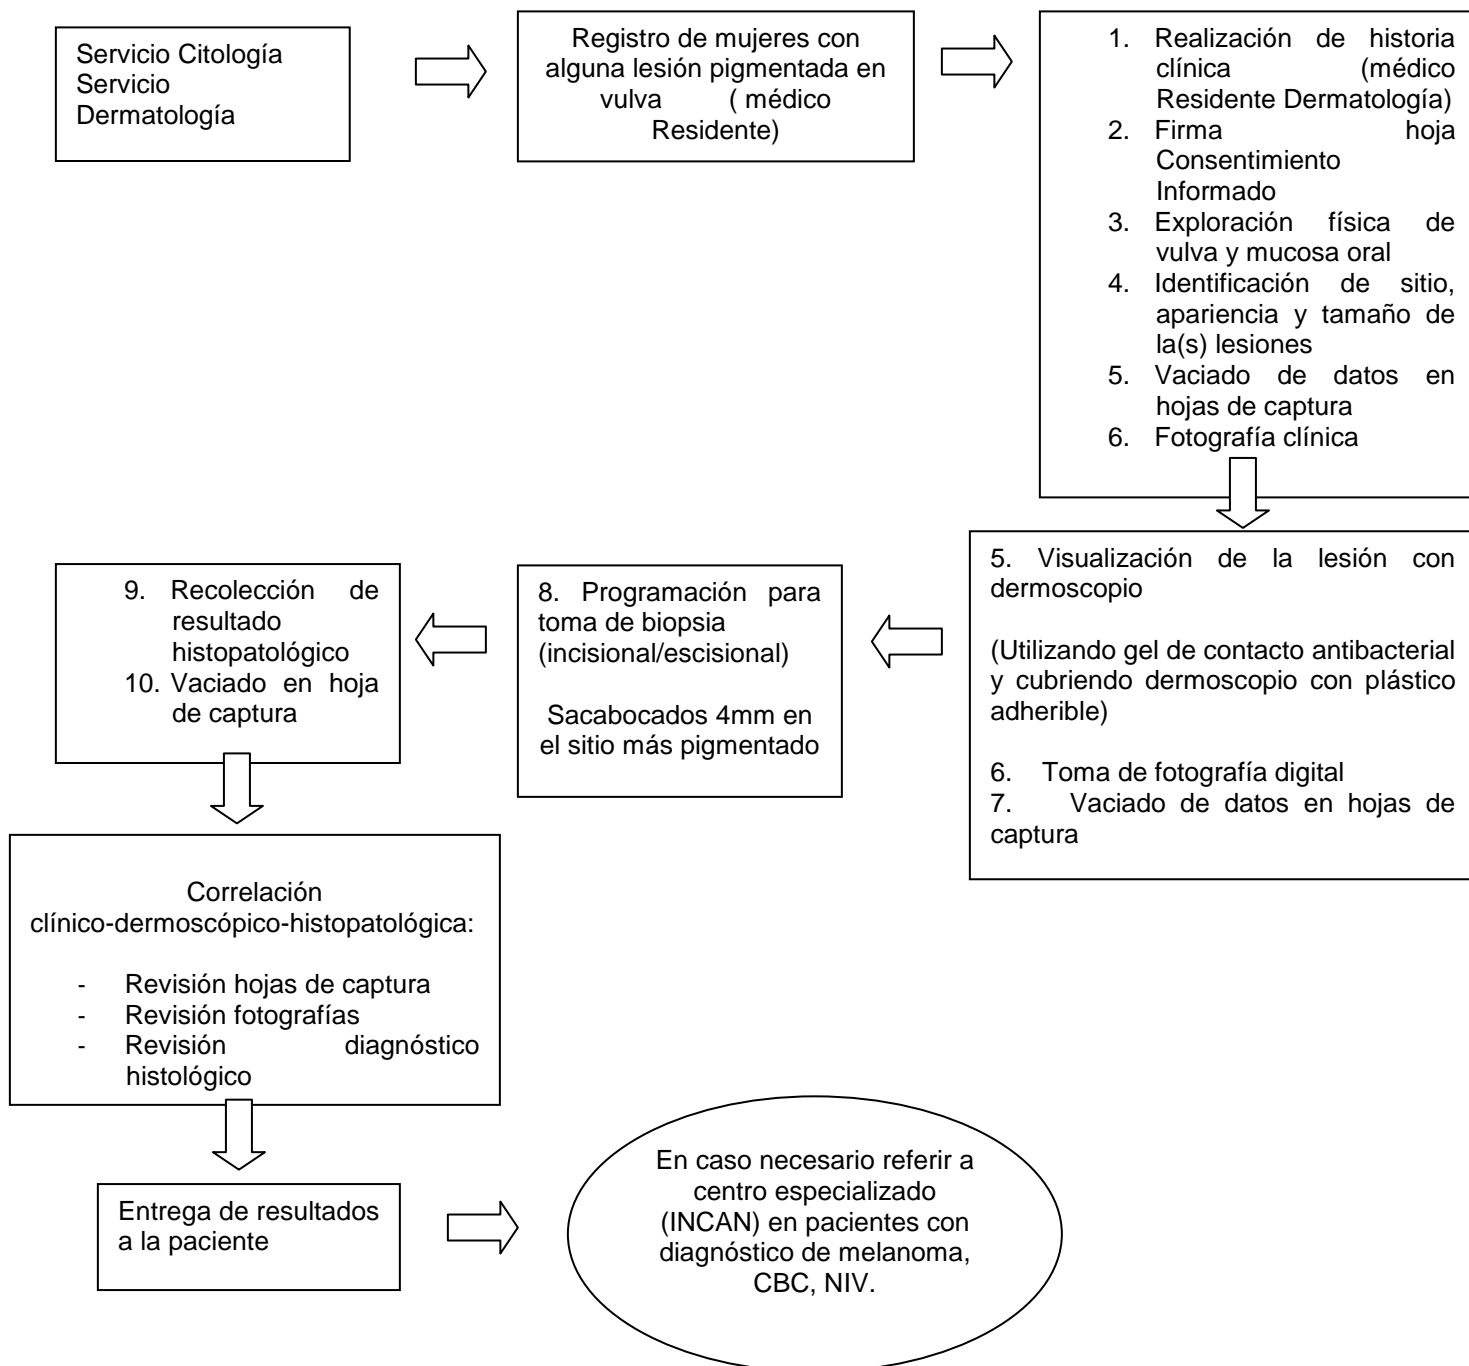 Servicio Citología
Servicio
Dermatología
Registro de mujeres con
alguna lesión pigmentada en
vulva ( médico
Residente)
1. Realización de historia
clínica (médico
Residente Dermatología)
2. Firma hoja
Consentimiento
Informado
3. Exploración física de
vulva y mucosa oral
4. Identificación de sitio,
apariencia y tamaño de
la(s) lesiones
5. Vaciado de datos en
hojas de captura
6. Fotografía clínica
5. Visualización de la lesión con
dermoscopio
(Utilizando gel de contacto antibacterial
y cubriendo dermoscopio con plástico
adherible)
6. Toma de fotografía digital
7. Vaciado de datos en hojas de
captura
8. Programación para
toma de biopsia
(incisional/escisional)
Sacabocados 4mm en
el sitio más pigmentado
9. Recolección de
resultado
histopatológico
10. Vaciado en hoja
de captura
Correlación
clínico-dermoscópico-histopatológica:
- Revisión hojas de captura
- Revisión fotografías
- Revisión diagnóstico
histológico
Entrega de resultados
a la paciente
En caso necesario referir a
centro especializado
(INCAN) en pacientes con
diagnóstico de melanoma,
CBC, NIV.